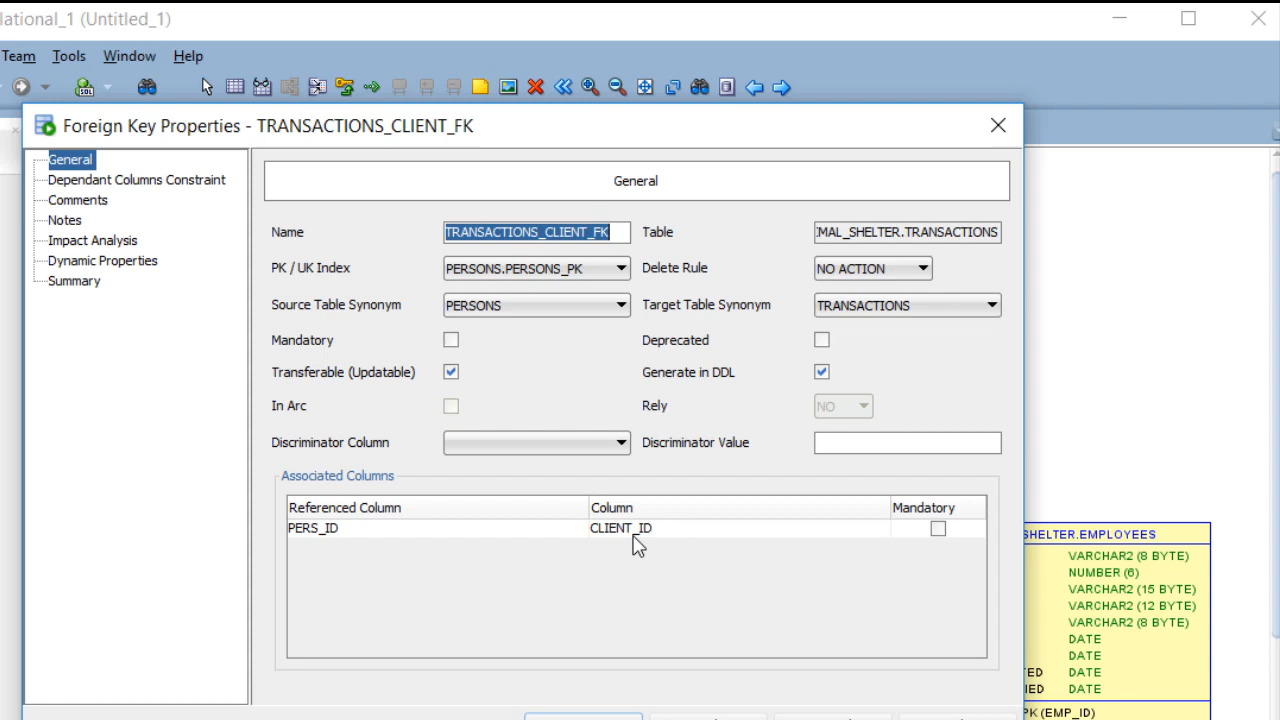 lational_1 (Untitled_1)
Team Tools Window Help
SQL
Foreign Key Properties - TRANSACTIONS_CLIENT_FK
General
Dependant Columns Constraint
Comments
Notes
Impact Analysis
Dynamic Properties
Summary
General
Name TRANSACTIONS_CLIENT_FK Table MAL_SHELTER.TRANSACTIONS
PK / UK Index PERSONS.PERSONS_PK Delete Rule NO ACTION
Source Table Synonym PERSONS Target Table Synonym TRANSACTIONS
Mandatory Deprecated
Transferable (Updatable) Generate in DDL
In Arc Rely NO
Discriminator Column Discriminator Value
Associated Columns
Referenced Column Column Mandatory
PERS_ID CLIENT_ID
SHELTER.EMPLOYEES
VARCHAR2 (8 BYTE)
NUMBER (6)
VARCHAR2 (15 BYTE)
VARCHAR2 (12 BYTE)
VARCHAR2 (8 BYTE)
DATE
DATE
ED DATE
IED DATE
PK (EMP_ID)